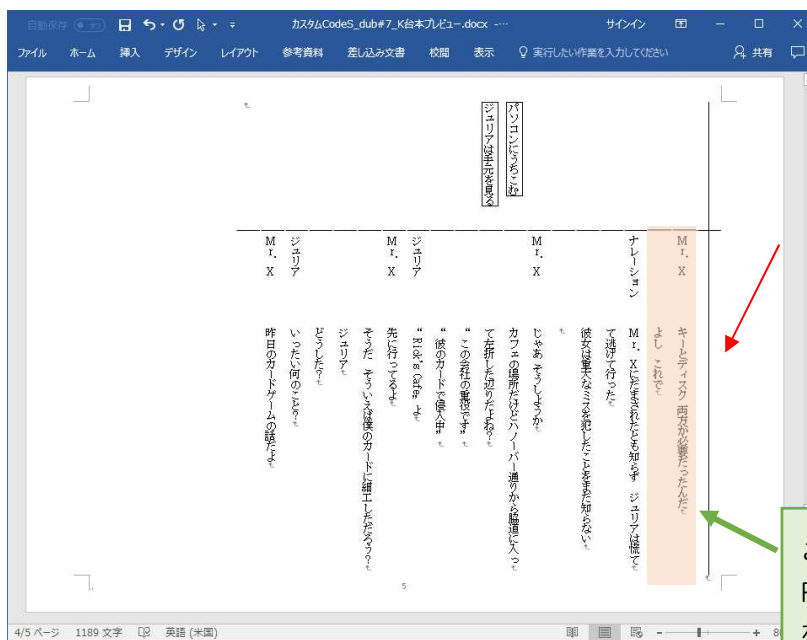 自動保存 オフ
カスタムCodeS_dub#7_K台本プレビュー.docx -…
サインイン
ファイル ホーム 挿入 デザイン レイアウト 参考資料 差し込み文書 校閲 表示 実行したい作業を入力してください 共有
Mr. X キーとディスク 両方が必要だったんだ
よし これで
ナレーション Mr. Xにだまされたとも知らず ジュリアは慌て
て逃げて行った
彼女は重大なミスを犯したことをまだ知らない
パソコンにうちこむ
Mr. X じゃあ そうしようか
ジュリアは手元を見る
カフェの場所だけどハノーバー通りから脇道に入っ
て左折した辺りだよね?
“この会社の重役です”
“彼のカードで侵入中”
ジュリア “Rick's Cafe” よ
Mr. X 先に行ってるよ
そうだ そういえば僕のカードに細工しただろう?
ジュリア
どうした?
ジュリア いったい何のこと?
Mr. X 昨日のカードゲームの話だよ
5
4/5 ページ 1189 文字 英語 (米国)